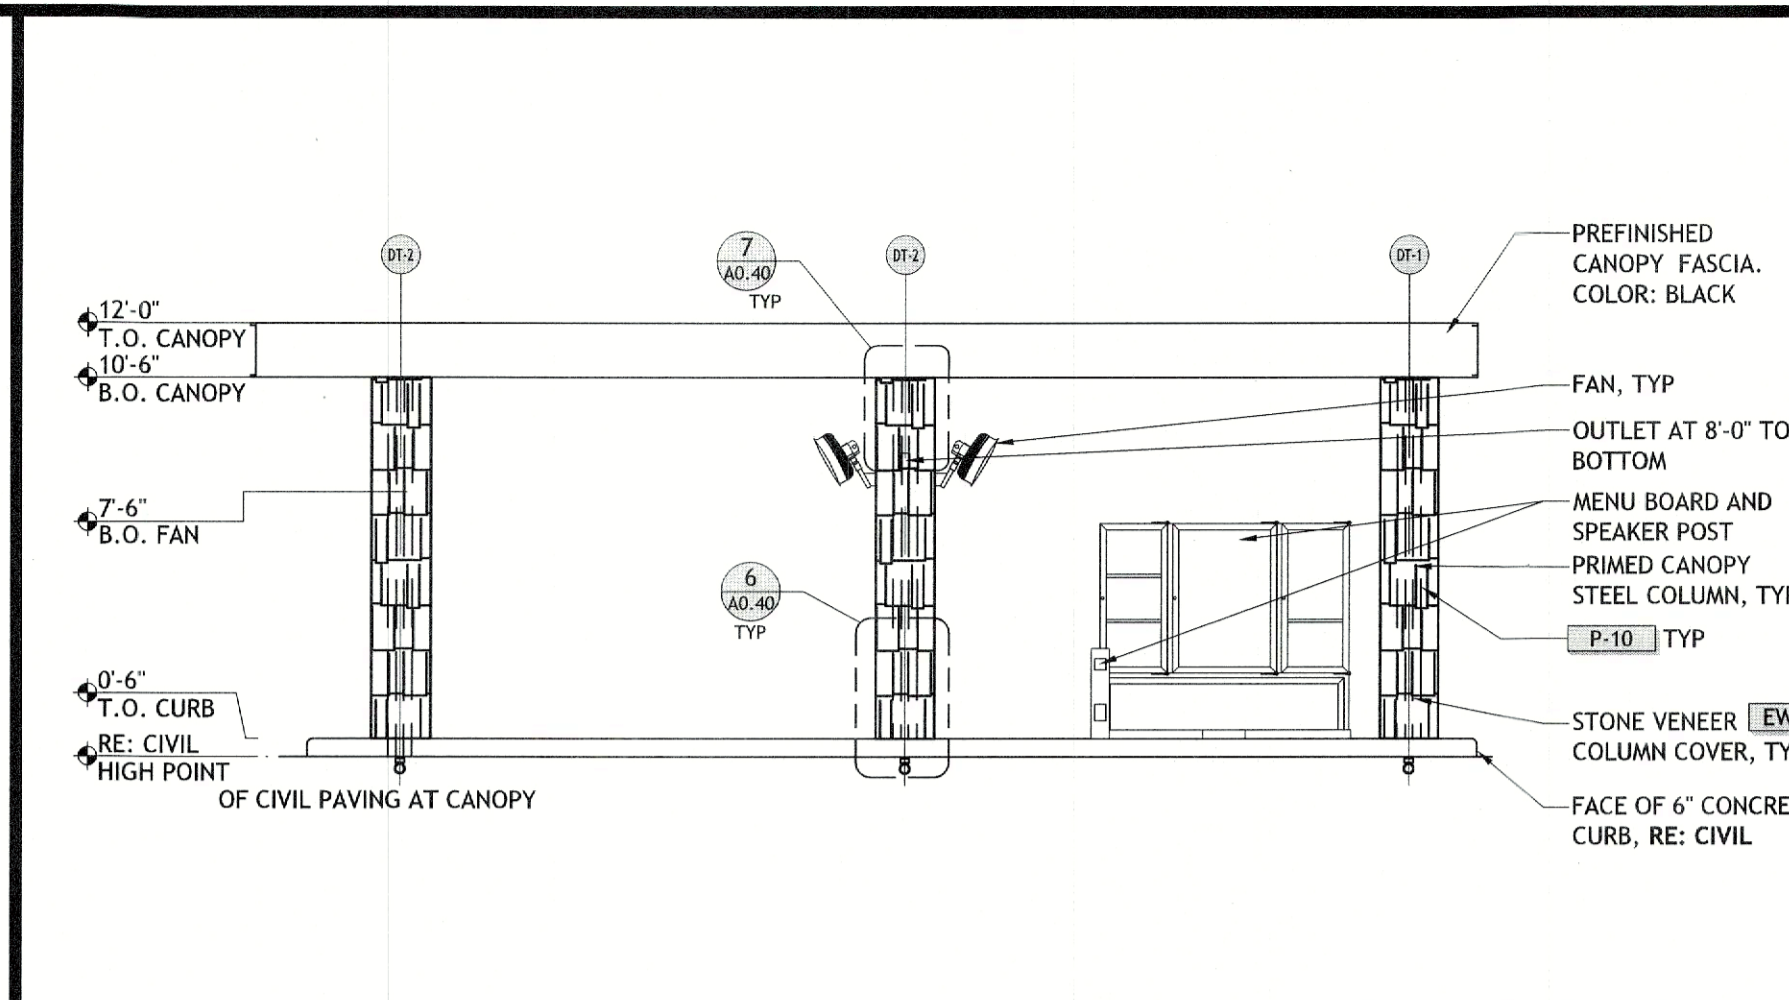 DT-2
DT-2
DT-1
7
A0.40
TYP
12'-0"
T.O. CANOPY
10'-6"
B.O. CANOPY
7'-6"
B.O. FAN
6
A0.40
TYP
0'-6"
T.O. CURB
RE: CIVIL
HIGH POINT
OF CIVIL PAVING AT CANOPY
PREFINISHED
CANOPY FASCIA.
COLOR: BLACK
FAN, TYP
OUTLET AT 8'-0" TO
BOTTOM
MENU BOARD AND
SPEAKER POST
PRIMED CANOPY
STEEL COLUMN, TYP
P-10 TYP
STONE VENEER EW
COLUMN COVER, TY
FACE OF 6" CONCRE
CURB, RE: CIVIL